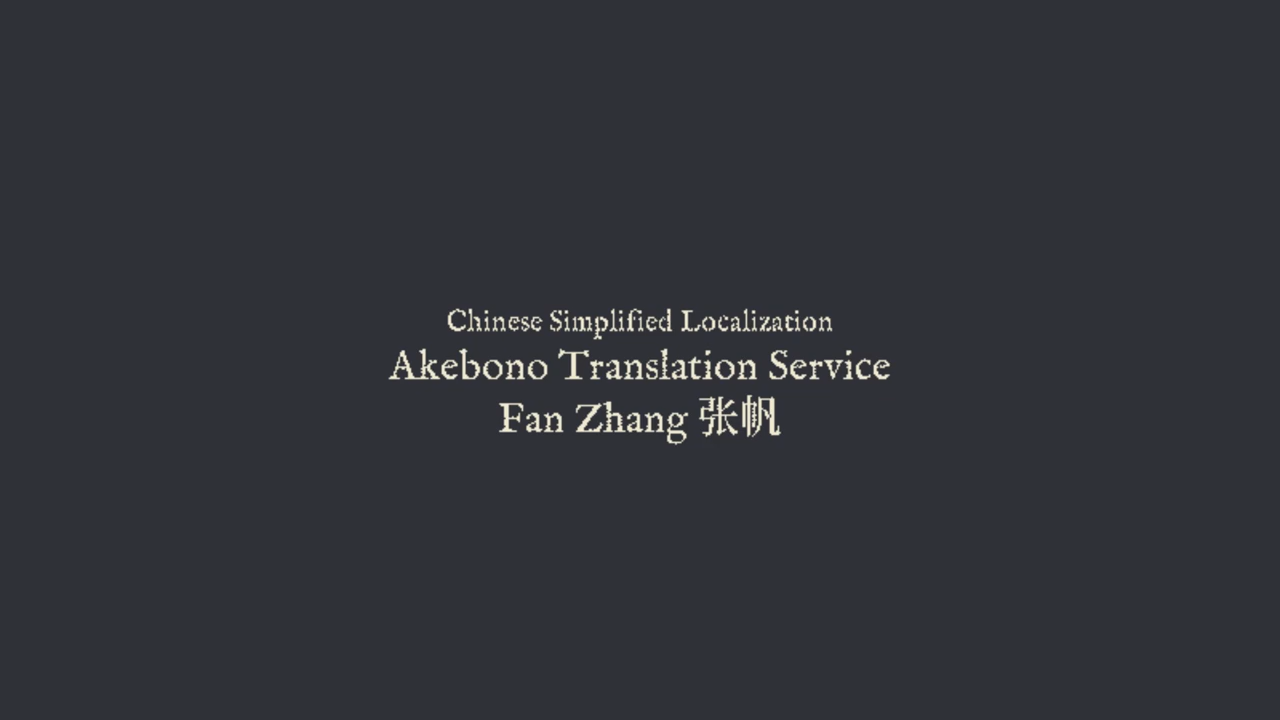 Chinese Simplified Localization
Akebono Translation Service
Fan Zhang 张帆